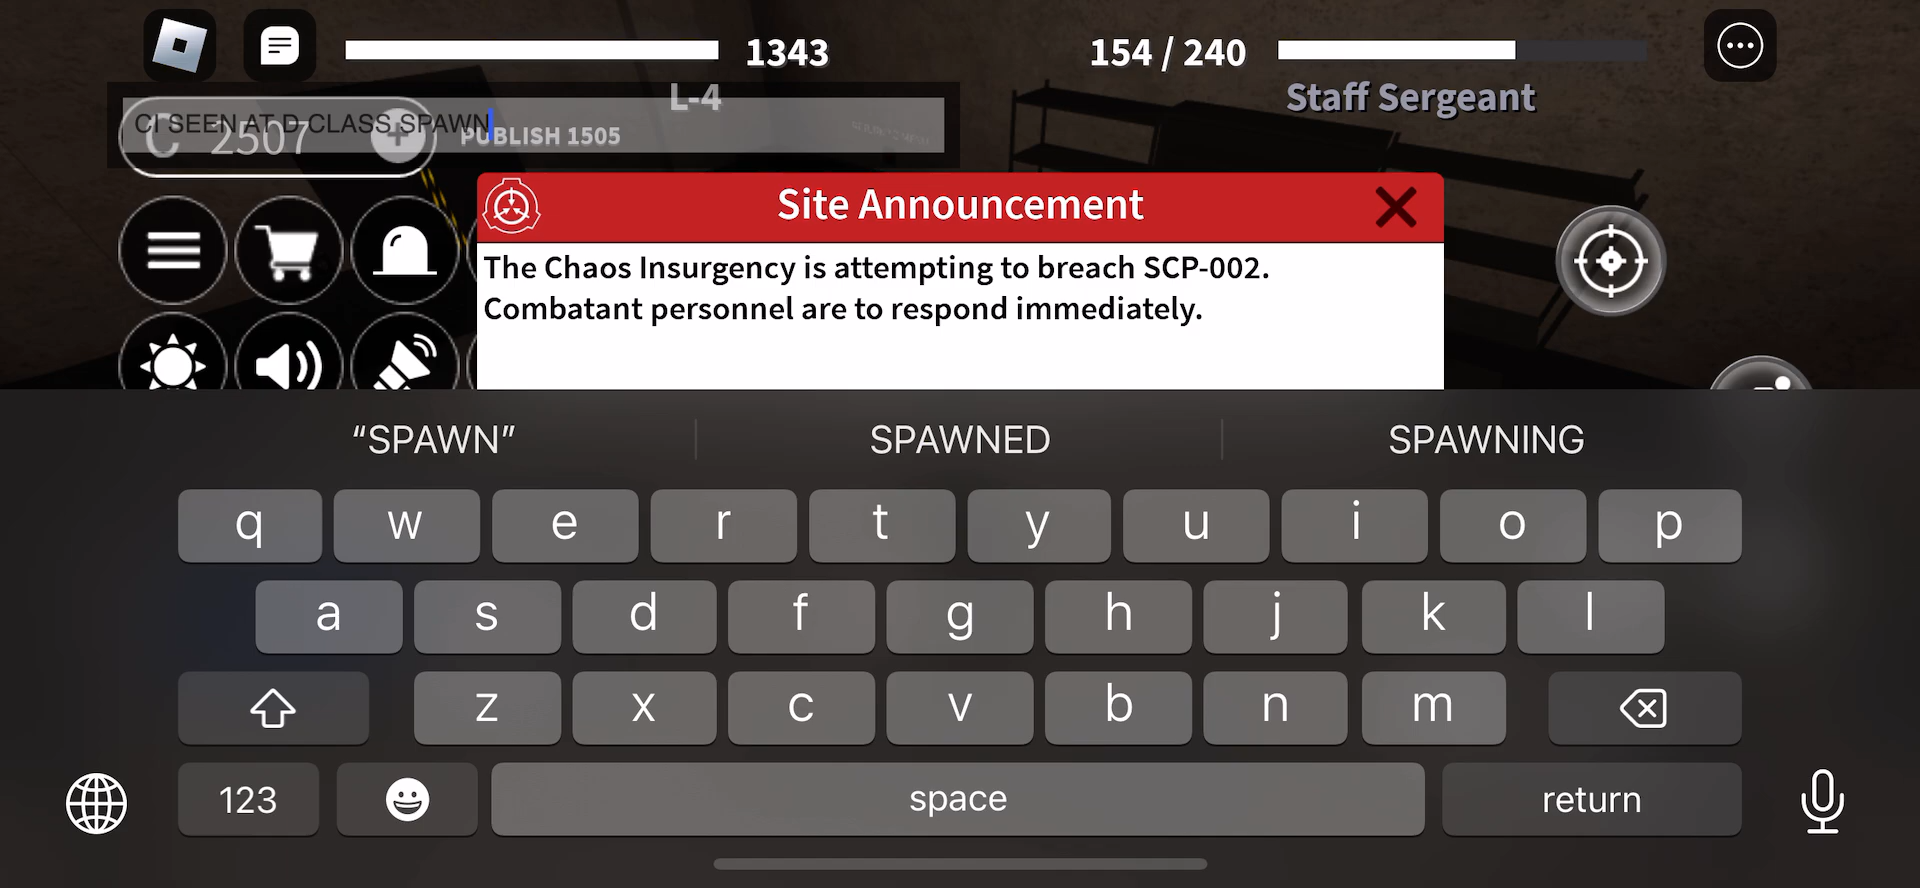 1343
154 / 240
L-4
Staff Sergeant
CI SEEN AT D-CLASS SPAWN
C 2507 +
PUBLISH 1505
Site Announcement
The Chaos Insurgency is attempting to breach SCP-002.
Combatant personnel are to respond immediately.
“SPAWN”
SPAWNED
SPAWNING
q w e r t y u i o p
a s d f g h j k l
z x c v b n m
123
space
return